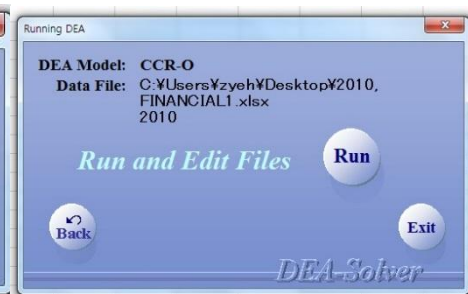 Running DEA
x
DEA Model: CCR-O
Data File: C:¥Users¥zyeh¥Desktop¥2010,
FINANCIAL1.xlsx
2010
Run and Edit Files
Run
Back
Exit
DEA-Solver